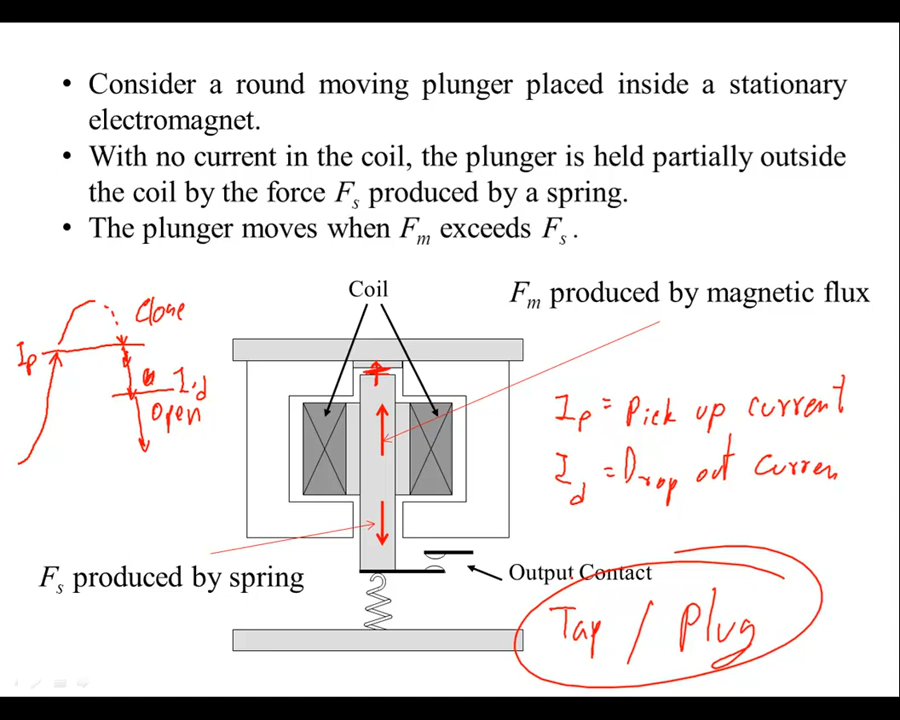 • Consider a round moving plunger placed inside a stationary
electromagnet.
• With no current in the coil, the plunger is held partially outside
the coil by the force Fs produced by a spring.
• The plunger moves when Fm exceeds Fs.
Coil
Fm produced by magnetic flux
Close
Ip
Id
Open
Ip = Pick up current
Id = Drop out curren
Fs produced by spring
Output Contact
Tap / Plug